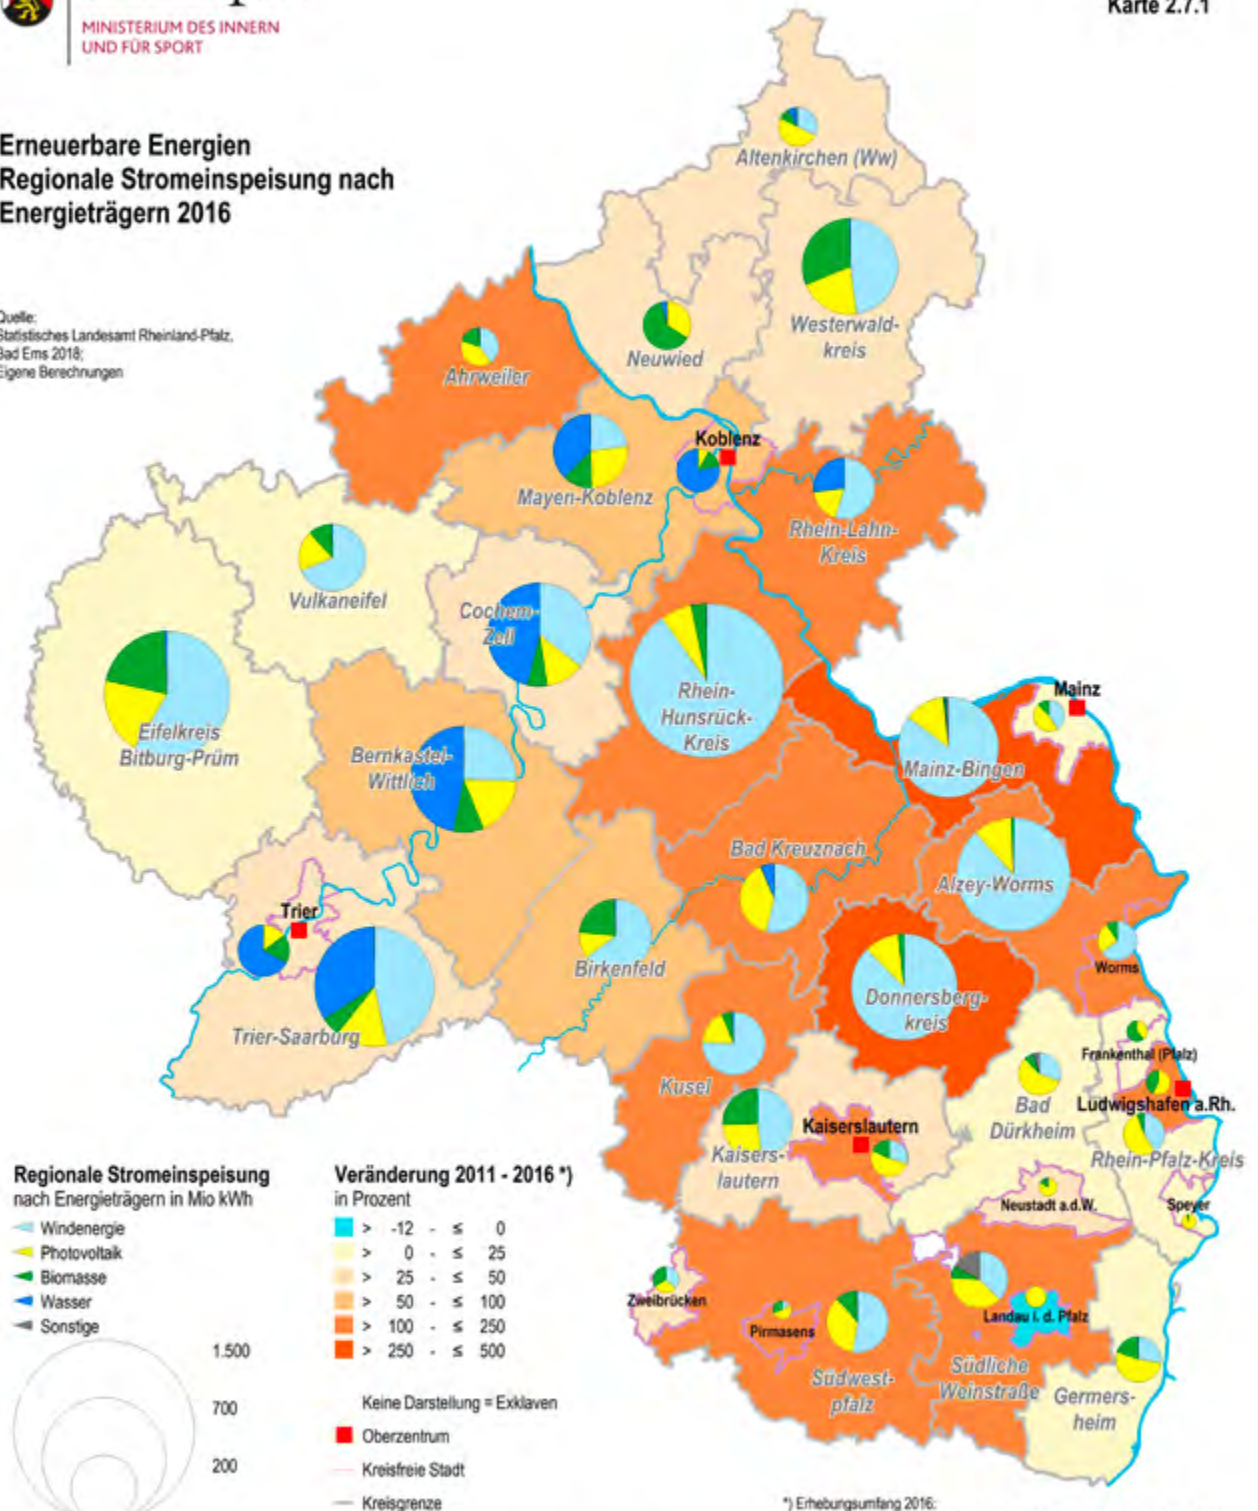 MINISTERIUM DES INNERN
UND FÜR SPORT
Karte 2.7.1
Erneuerbare Energien
Regionale Stromeinspeisung nach
Energieträgern 2016
Quelle:
Statistisches Landesamt Rheinland-Pfalz,
Bad Ems 2018;
Eigene Berechnungen
Altenkirchen (Ww)
Westerwald-
kreis
Neuwied
Ahrweiler
Koblenz
Mayen-Koblenz
Rhein-Lahn-
Kreis
Vulkaneifel
Cochem-
Zell
Rhein-
Hunsrück-
Kreis
Mainz
Eifelkreis
Bitburg-Prüm
Bernkastel-
Wittlich
Mainz-Bingen
Bad Kreuznach
Alzey-Worms
Trier
Birkenfeld
Worms
Donnersberg-
kreis
Trier-Saarburg
Kusel
Frankenthal (Pfalz)
Bad
Dürkheim
Ludwigshafen a.Rh.
Kaiserslautern
Kaisers-
lautern
Rhein-Pfalz-Kreis
Neustadt a.d.W.
Speyer
Zweibrücken
Pirmasens
Landau i. d. Pfalz
Südwest-
pfalz
Südliche
Weinstraße
Germers-
heim
Regionale Stromeinspeisung
nach Energieträgern in Mio kWh
Windenergie
Photovoltaik
Biomasse
Wasser
Sonstige
1.500
700
200
Veränderung 2011 - 2016 *)
in Prozent
> -12 - ≤ 0
> 0 - ≤ 25
> 25 - ≤ 50
> 50 - ≤ 100
> 100 - ≤ 250
> 250 - ≤ 500
Keine Darstellung = Exklaven
Oberzentrum
Kreisfreie Stadt
Kreisgrenze
*) Erhebungsumfang 2016: